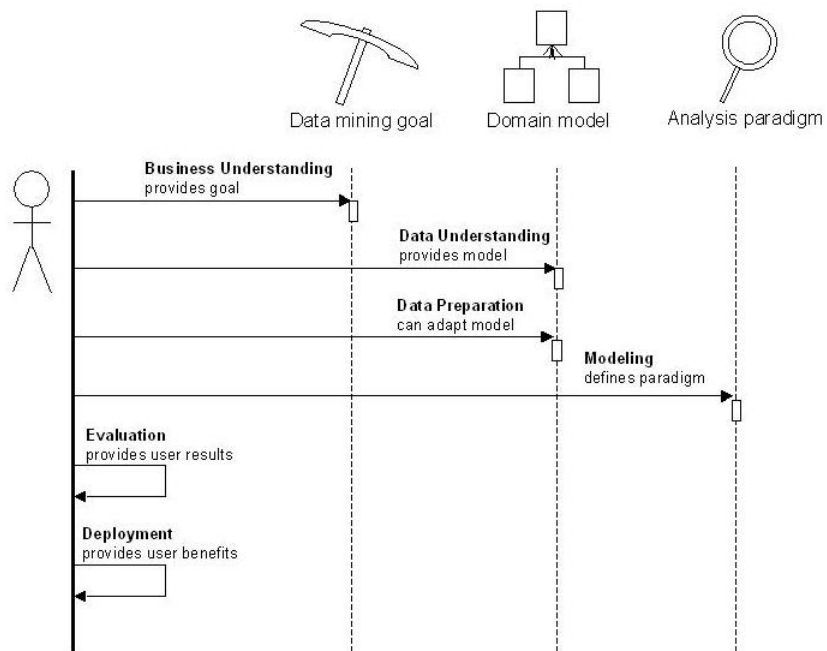 Data mining goal
Domain model
Analysis paradigm
Business Understanding
provides goal
Data Understanding
provides model
Data Preparation
can adapt model
Modeling
defines paradigm
Evaluation
provides user results
Deployment
provides user benefits